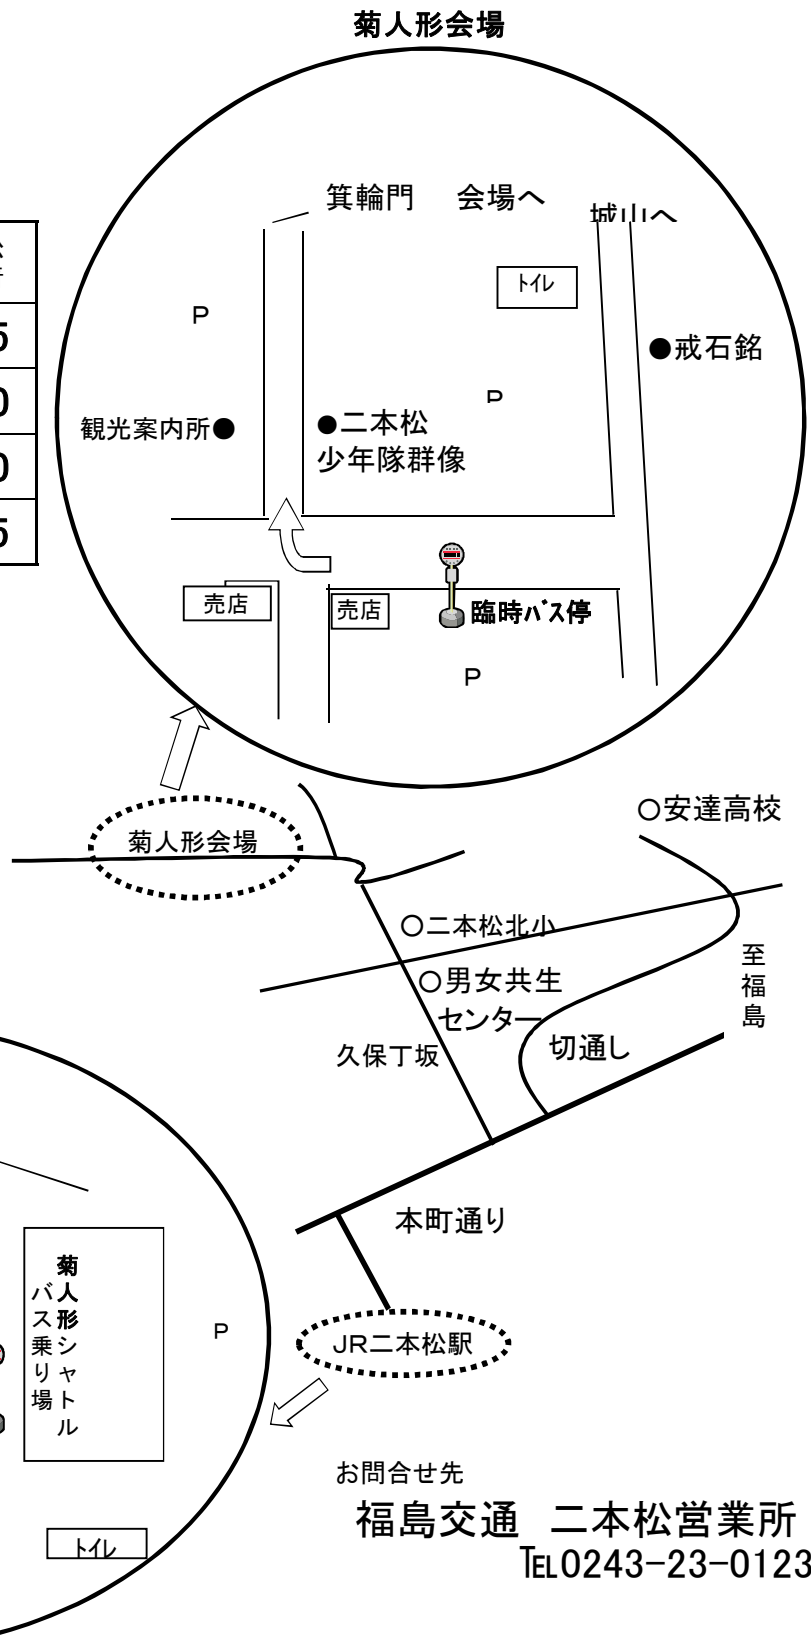 菊人形会場
箕輪門 会場へ
城山へ
トイレ
P
●戒石銘
P
観光案内所●
●二本松
少年隊群像
売店
売店
臨時バス停
P
5
0
0
5
菊人形会場
○安達高校
○二本松北小
○男女共生
センター
至福島
久保丁坂
切通し
本町通り
菊人形シャトル
バス乗り場
P
JR二本松駅
トイレ
お問合せ先
福島交通 二本松営業所
℡0243-23-0123